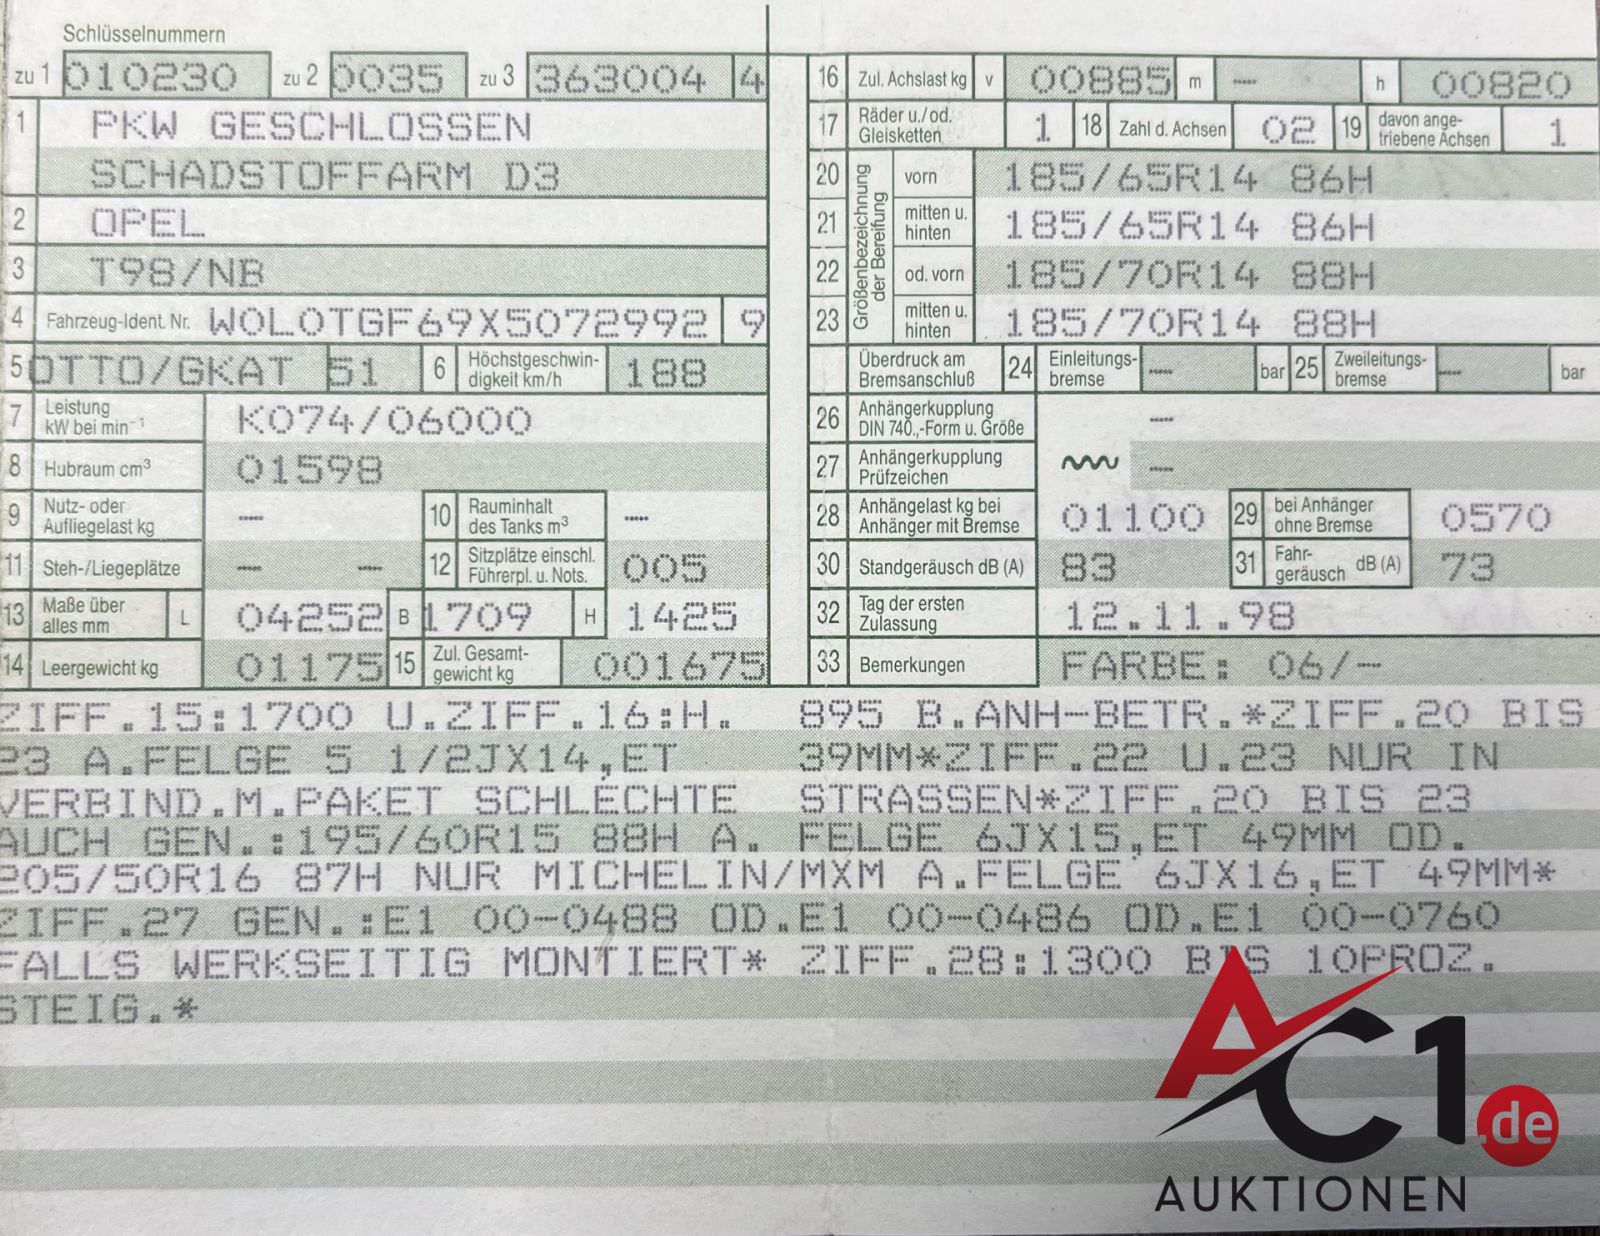 Schlüsselnummern
zu 1 010230 zu 2 0035 zu 3 363004 4
1 PKW GESCHLOSSEN
SCHADSTOFFARM D3
2 OPEL
3 T98/NB
4 Fahrzeug-Ident. Nr. W0L0TGF69X5072992 9
5 OTTO/GKAT 51 6 Höchstgeschwin-
digkeit km/h 188
7 Leistung
kW bei min⁻¹ K074/06000
8 Hubraum cm³ 01598
9 Nutz- oder
Aufliegelast kg — 10 Rauminhalt
des Tanks m³ —
11 Steh-/Liegeplätze — — 12 Sitzplätze einschl.
Führerpl. u. Nots. 005
13 Maße über
alles mm L 04252 B 1709 H 1425
14 Leergewicht kg 01175 15 Zul. Gesamt-
gewicht kg 001675
16 Zul. Achslast kg v 00885 m — h 00820
17 Räder u./od.
Gleisketten 1 18 Zahl d. Achsen 02 19 davon ange-
triebene Achsen 1
Größenbezeichnung
der Bereifung
20 vorn 185/65R14 86H
21 mitten u.
hinten 185/65R14 86H
22 od. vorn 185/70R14 88H
23 mitten u.
hinten 185/70R14 88H
Überdruck am
Bremsanschluß 24 Einleitungs-
bremse — bar 25 Zweileitungs-
bremse — bar
26 Anhängerkupplung
DIN 740.,-Form u. Größe —
27 Anhängerkupplung
Prüfzeichen —
28 Anhängelast kg bei
Anhänger mit Bremse 01100 29 bei Anhänger
ohne Bremse 0570
30 Standgeräusch dB (A) 83 31 Fahr-
geräusch dB (A) 73
32 Tag der ersten
Zulassung 12.11.98
33 Bemerkungen FARBE: 06/-
ZIFF.15:1700 U.ZIFF.16:H. 895 B.ANH-BETR.*ZIFF.20 BIS
23 A.FELGE 5 1/2JX14,ET 39MM*ZIFF.22 U.23 NUR IN
VERBIND.M.PAKET SCHLECHTE STRASSEN*ZIFF.20 BIS 23
AUCH GEN.:195/60R15 88H A. FELGE 6JX15,ET 49MM OD.
205/50R16 87H NUR MICHELIN/MXM A.FELGE 6JX16,ET 49MM*
ZIFF.27 GEN.:E1 00-0488 OD.E1 00-0486 OD.E1 00-0760
FALLS WERKSEITIG MONTIERT* ZIFF.28:1300 BIS 10PROZ.
STEIG.*
AC1.de
AUKTIONEN